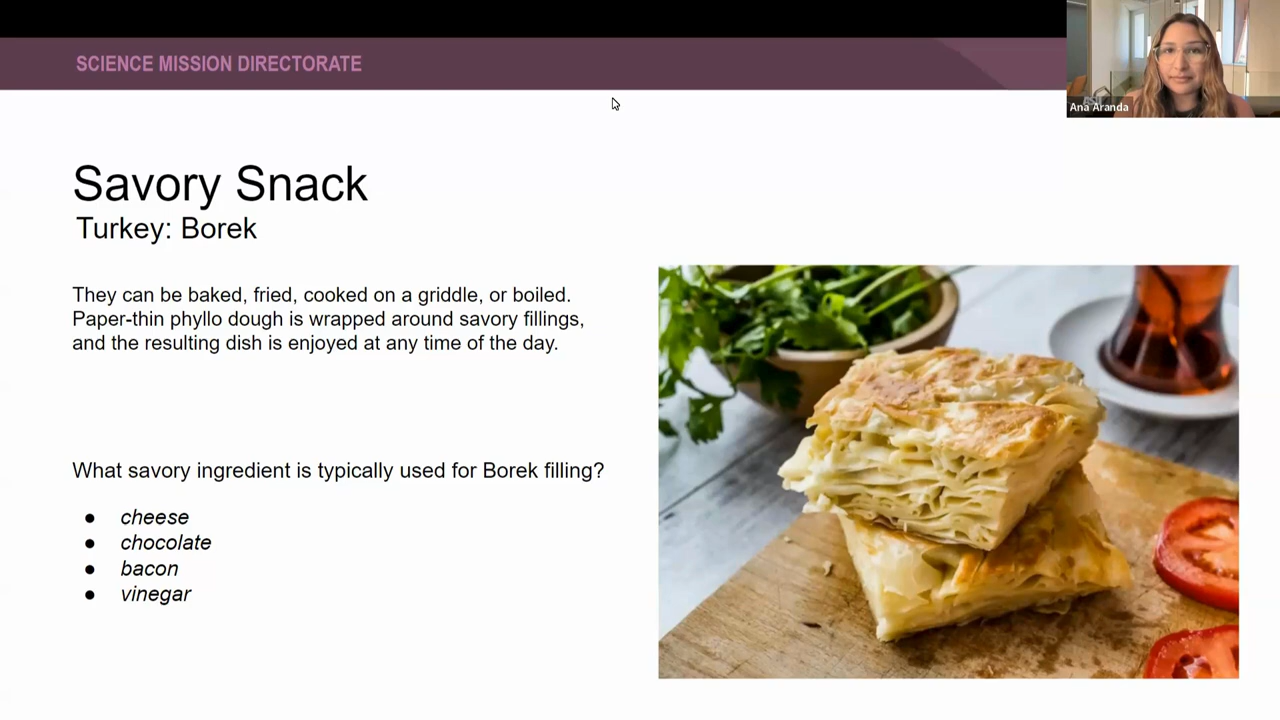 SCIENCE MISSION DIRECTORATE
Ana Aranda
Savory Snack
Turkey: Borek
They can be baked, fried, cooked on a griddle, or boiled.
Paper-thin phyllo dough is wrapped around savory fillings,
and the resulting dish is enjoyed at any time of the day.
What savory ingredient is typically used for Borek filling?
● cheese
● chocolate
● bacon
● vinegar